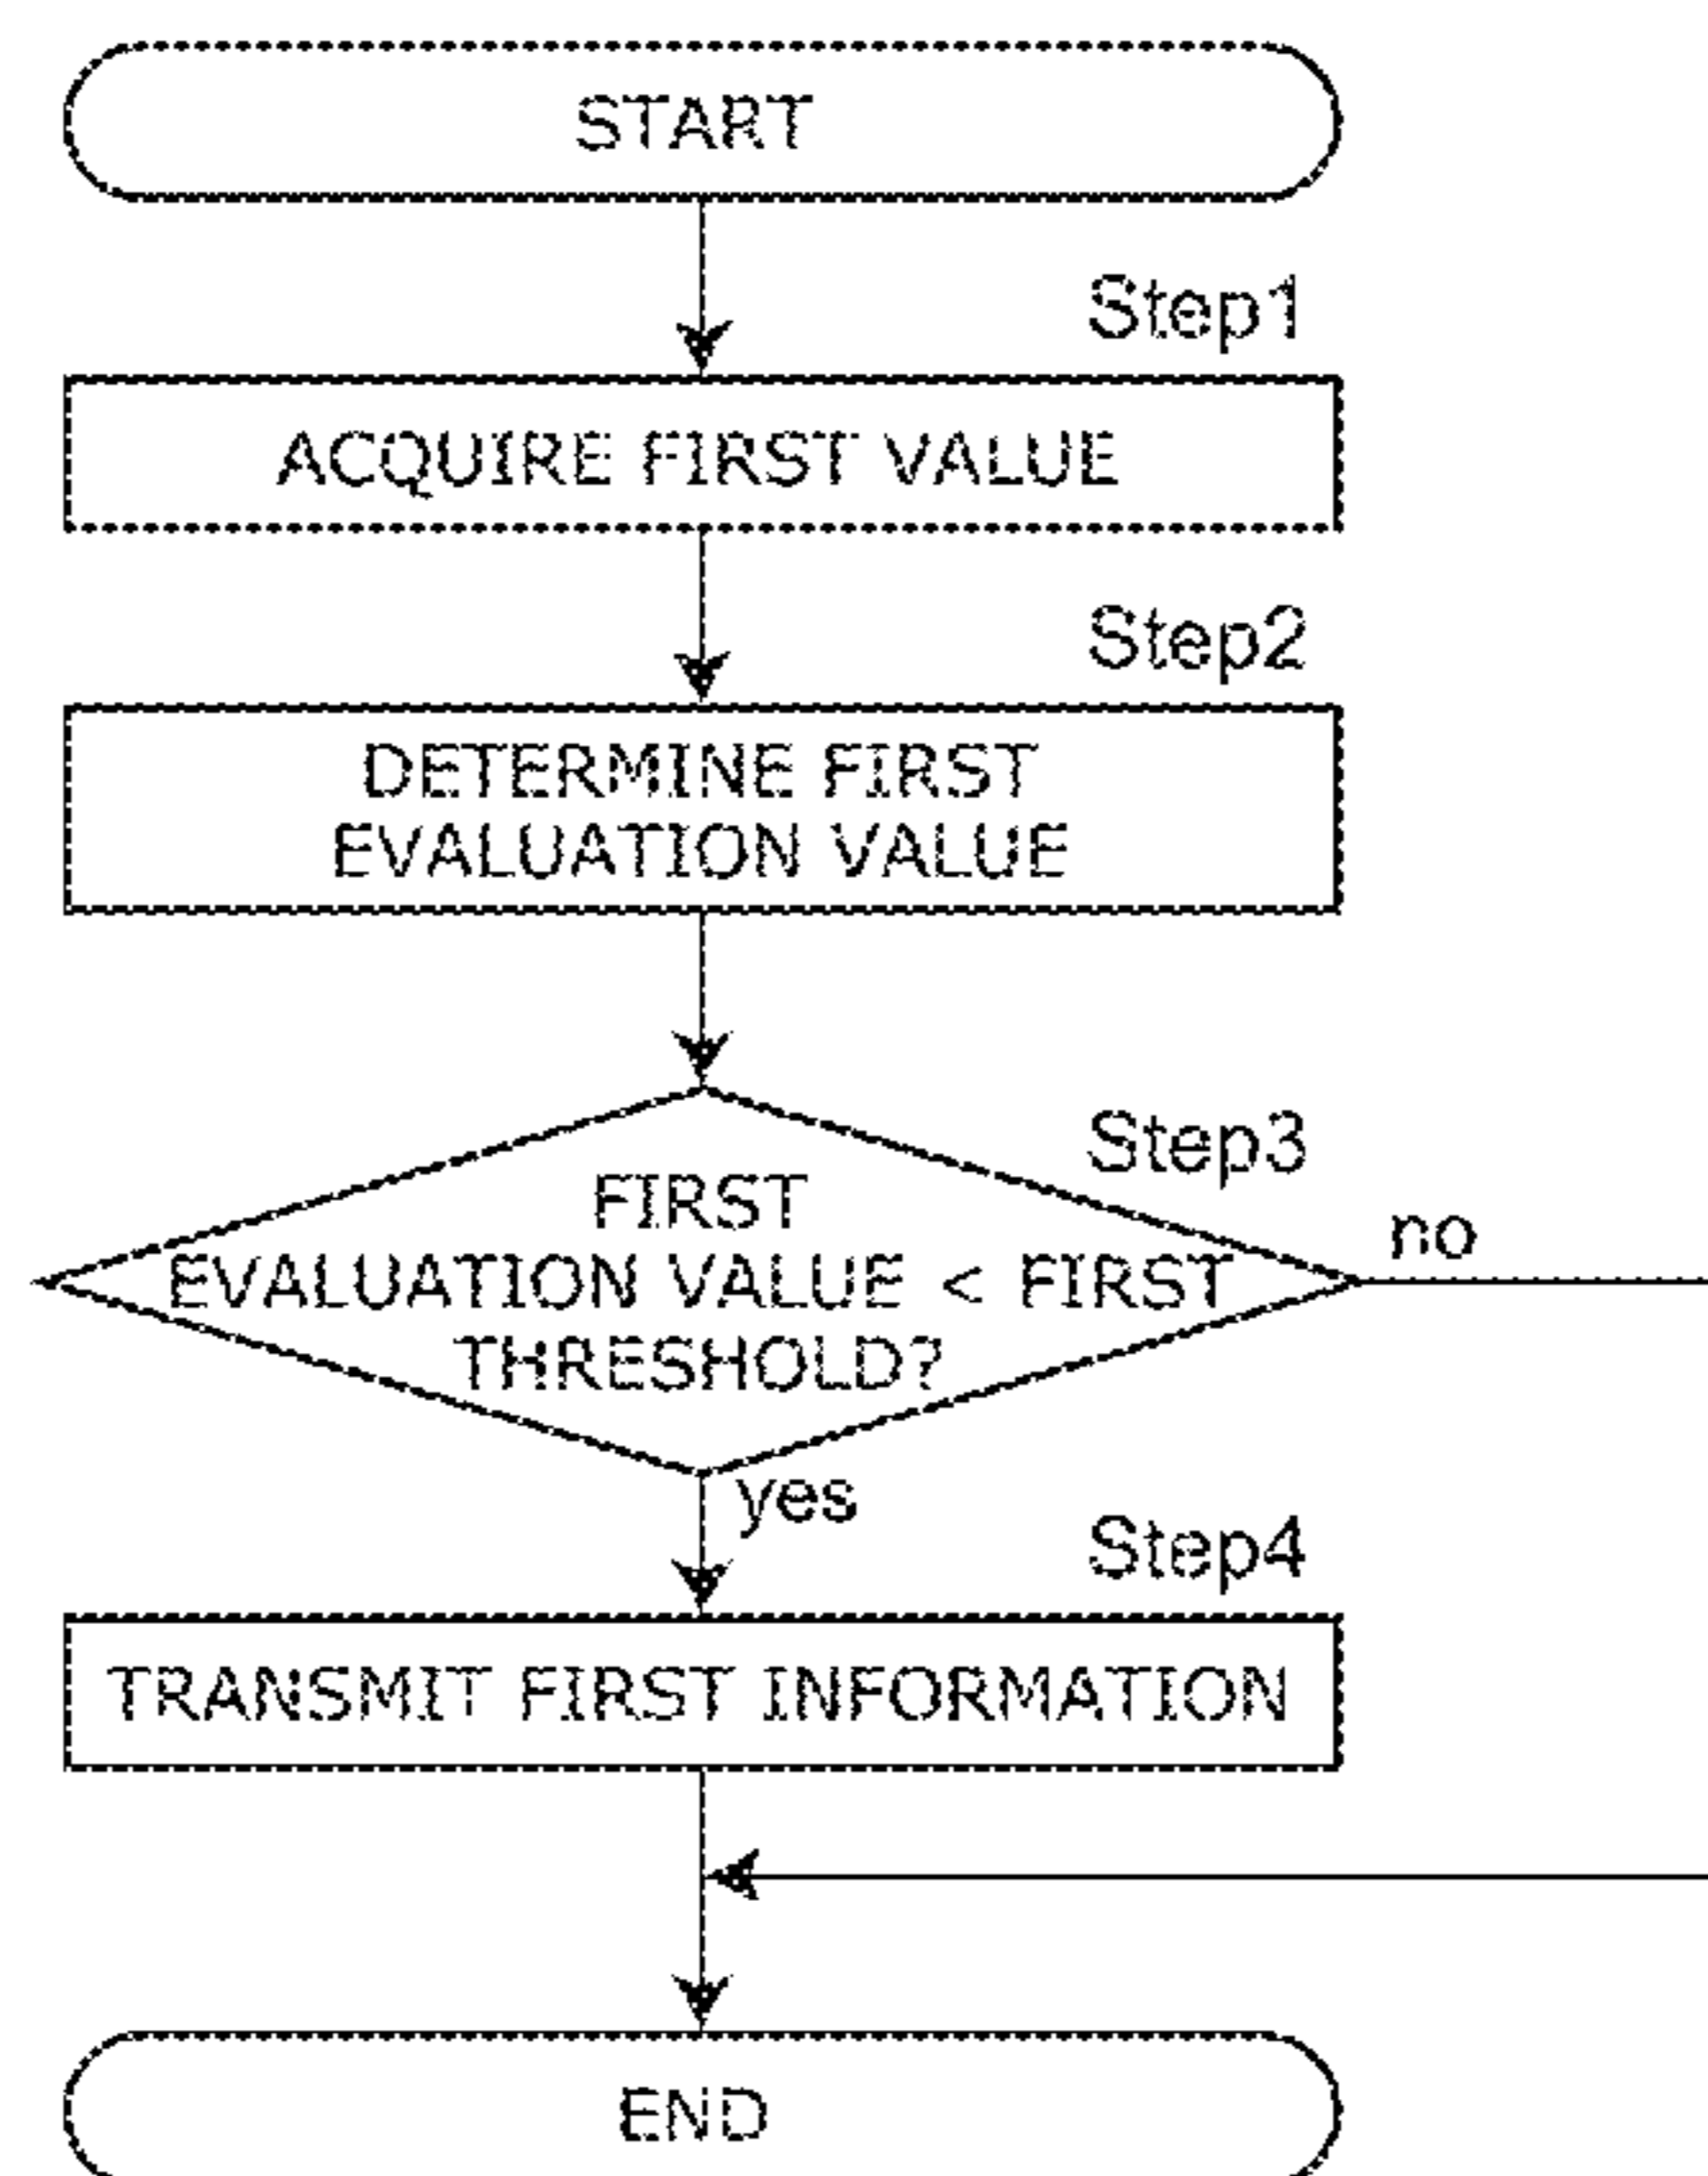 START
Step1
ACQUIRE FIRST VALUE
Step2
DETERMINE FIRST
EVALUATION VALUE
Step3
FIRST
no
EVALUATION VALUE < FIRST
THRESHOLD?
yes
Step4
TRANSMIT FIRST INFORMATION
END